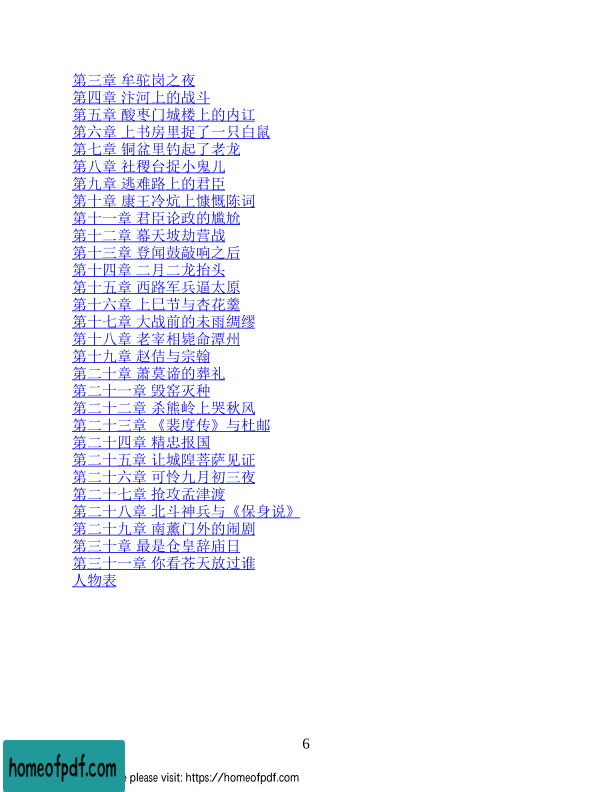 第三章 牟驼岗之夜
第四章 汴河上的战斗
第五章 酸枣门城楼上的内讧
第六章 上书房里捉了一只白鼠
第七章 铜盆里钓起了老龙
第八章 社稷台捉小鬼儿
第九章 逃难路上的君臣
第十章 康王冷炕上慷慨陈词
第十一章 君臣论政的尴尬
第十二章 幕天坡劫营战
第十三章 登闻鼓敲响之后
第十四章 二月二龙抬头
第十五章 西路军兵逼太原
第十六章 上巳节与杏花羹
第十七章 大战前的未雨绸缪
第十八章 老宰相毙命潭州
第十九章 赵佶与宗翰
第二十章 萧莫谛的葬礼
第二十一章 毁窑灭种
第二十二章 杀熊岭上哭秋风
第二十三章 《裴度传》与杜邮
第二十四章 精忠报国
第二十五章 让城隍菩萨见证
第二十六章 可怜九月初三夜
第二十七章 抢攻孟津渡
第二十八章 北斗神兵与《保身说》
第二十九章 南薰门外的闹剧
第三十章 最是仓皇辞庙日
第三十一章 你看苍天放过谁
人物表
6
homeofpdf.com
please visit: https://homeofpdf.com